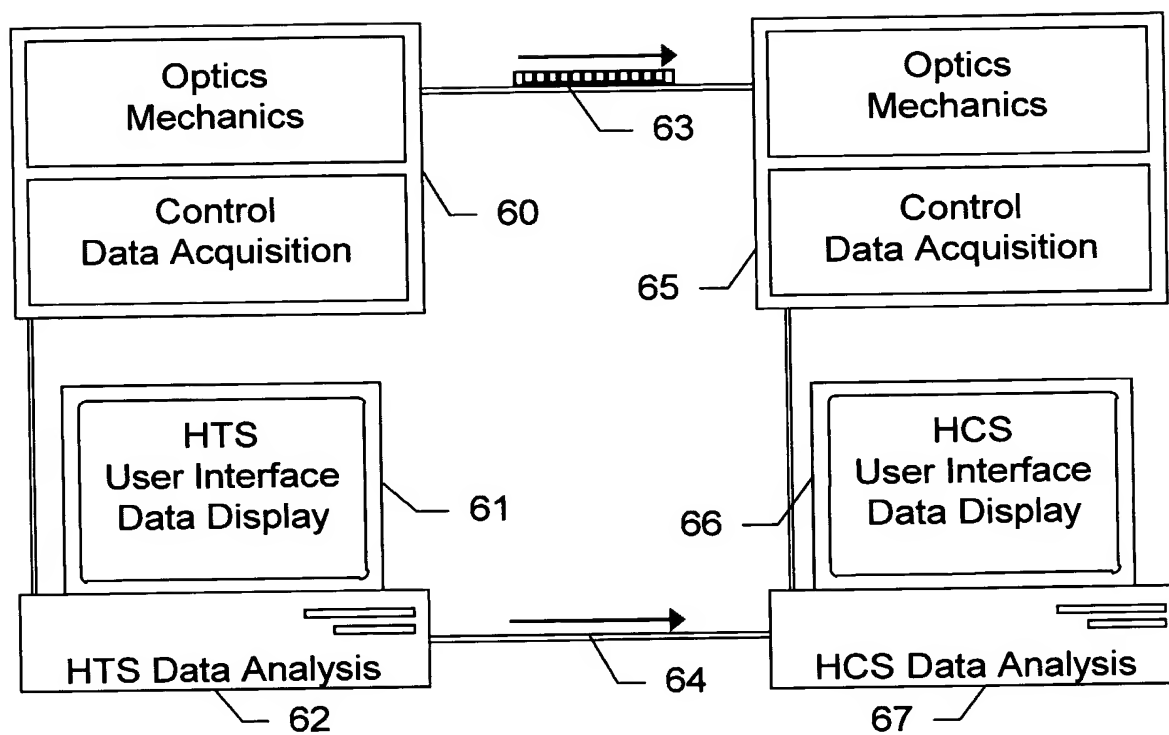 Optics
Mechanics
Control
Data Acquisition
60
63
Optics
Mechanics
Control
Data Acquisition
65
HTS
User Interface
Data Display
61
HTS Data Analysis
62
64
HCS
User Interface
Data Display
66
HCS Data Analysis
67